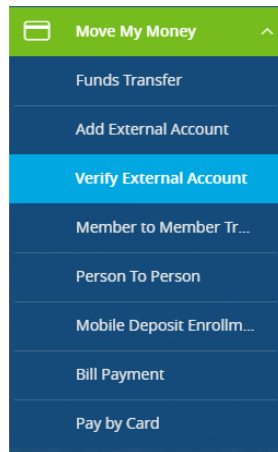 Move My Money
Funds Transfer
Add External Account
Verify External Account
Member to Member Tr...
Person To Person
Mobile Deposit Enrollm...
Bill Payment
Pay by Card